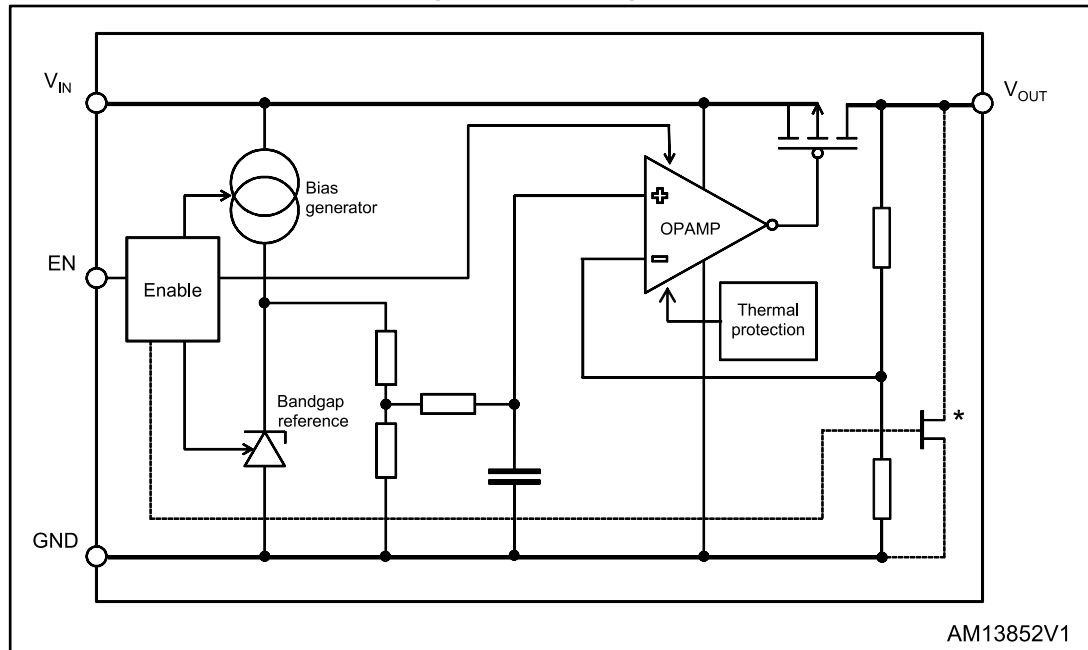 V_IN
V_OUT
Bias
generator
OPAMP
EN
Enable
Thermal
protection
Bandgap
reference
*
GND
AM13852V1